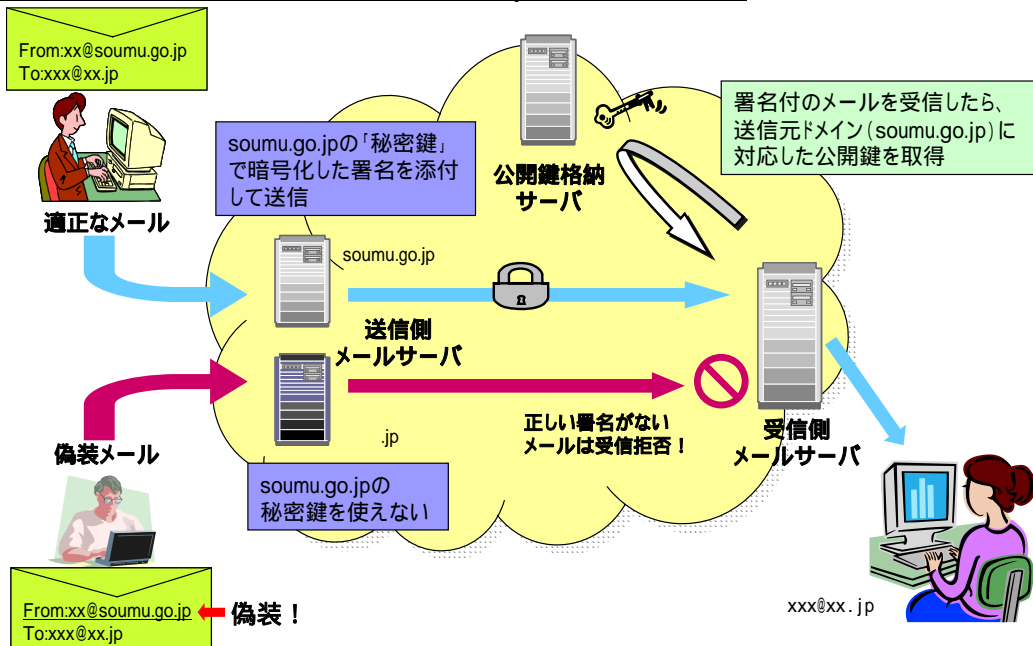 From:xx@soumu.go.jp
To:xxx@xx.jp
適正なメール
soumu.go.jpの「秘密鍵」
で暗号化した署名を添付
して送信
公開鍵格納
サーバ
署名付のメールを受信したら、
送信元ドメイン(soumu.go.jp)に
対応した公開鍵を取得
soumu.go.jp
送信側
メールサーバ
.jp
正しい署名がない
メールは受信拒否！
受信側
メールサーバ
偽装メール
soumu.go.jpの
秘密鍵を使えない
From:xx@soumu.go.jp
To:xxx@xx.jp
偽装！
xxx@xx.jp